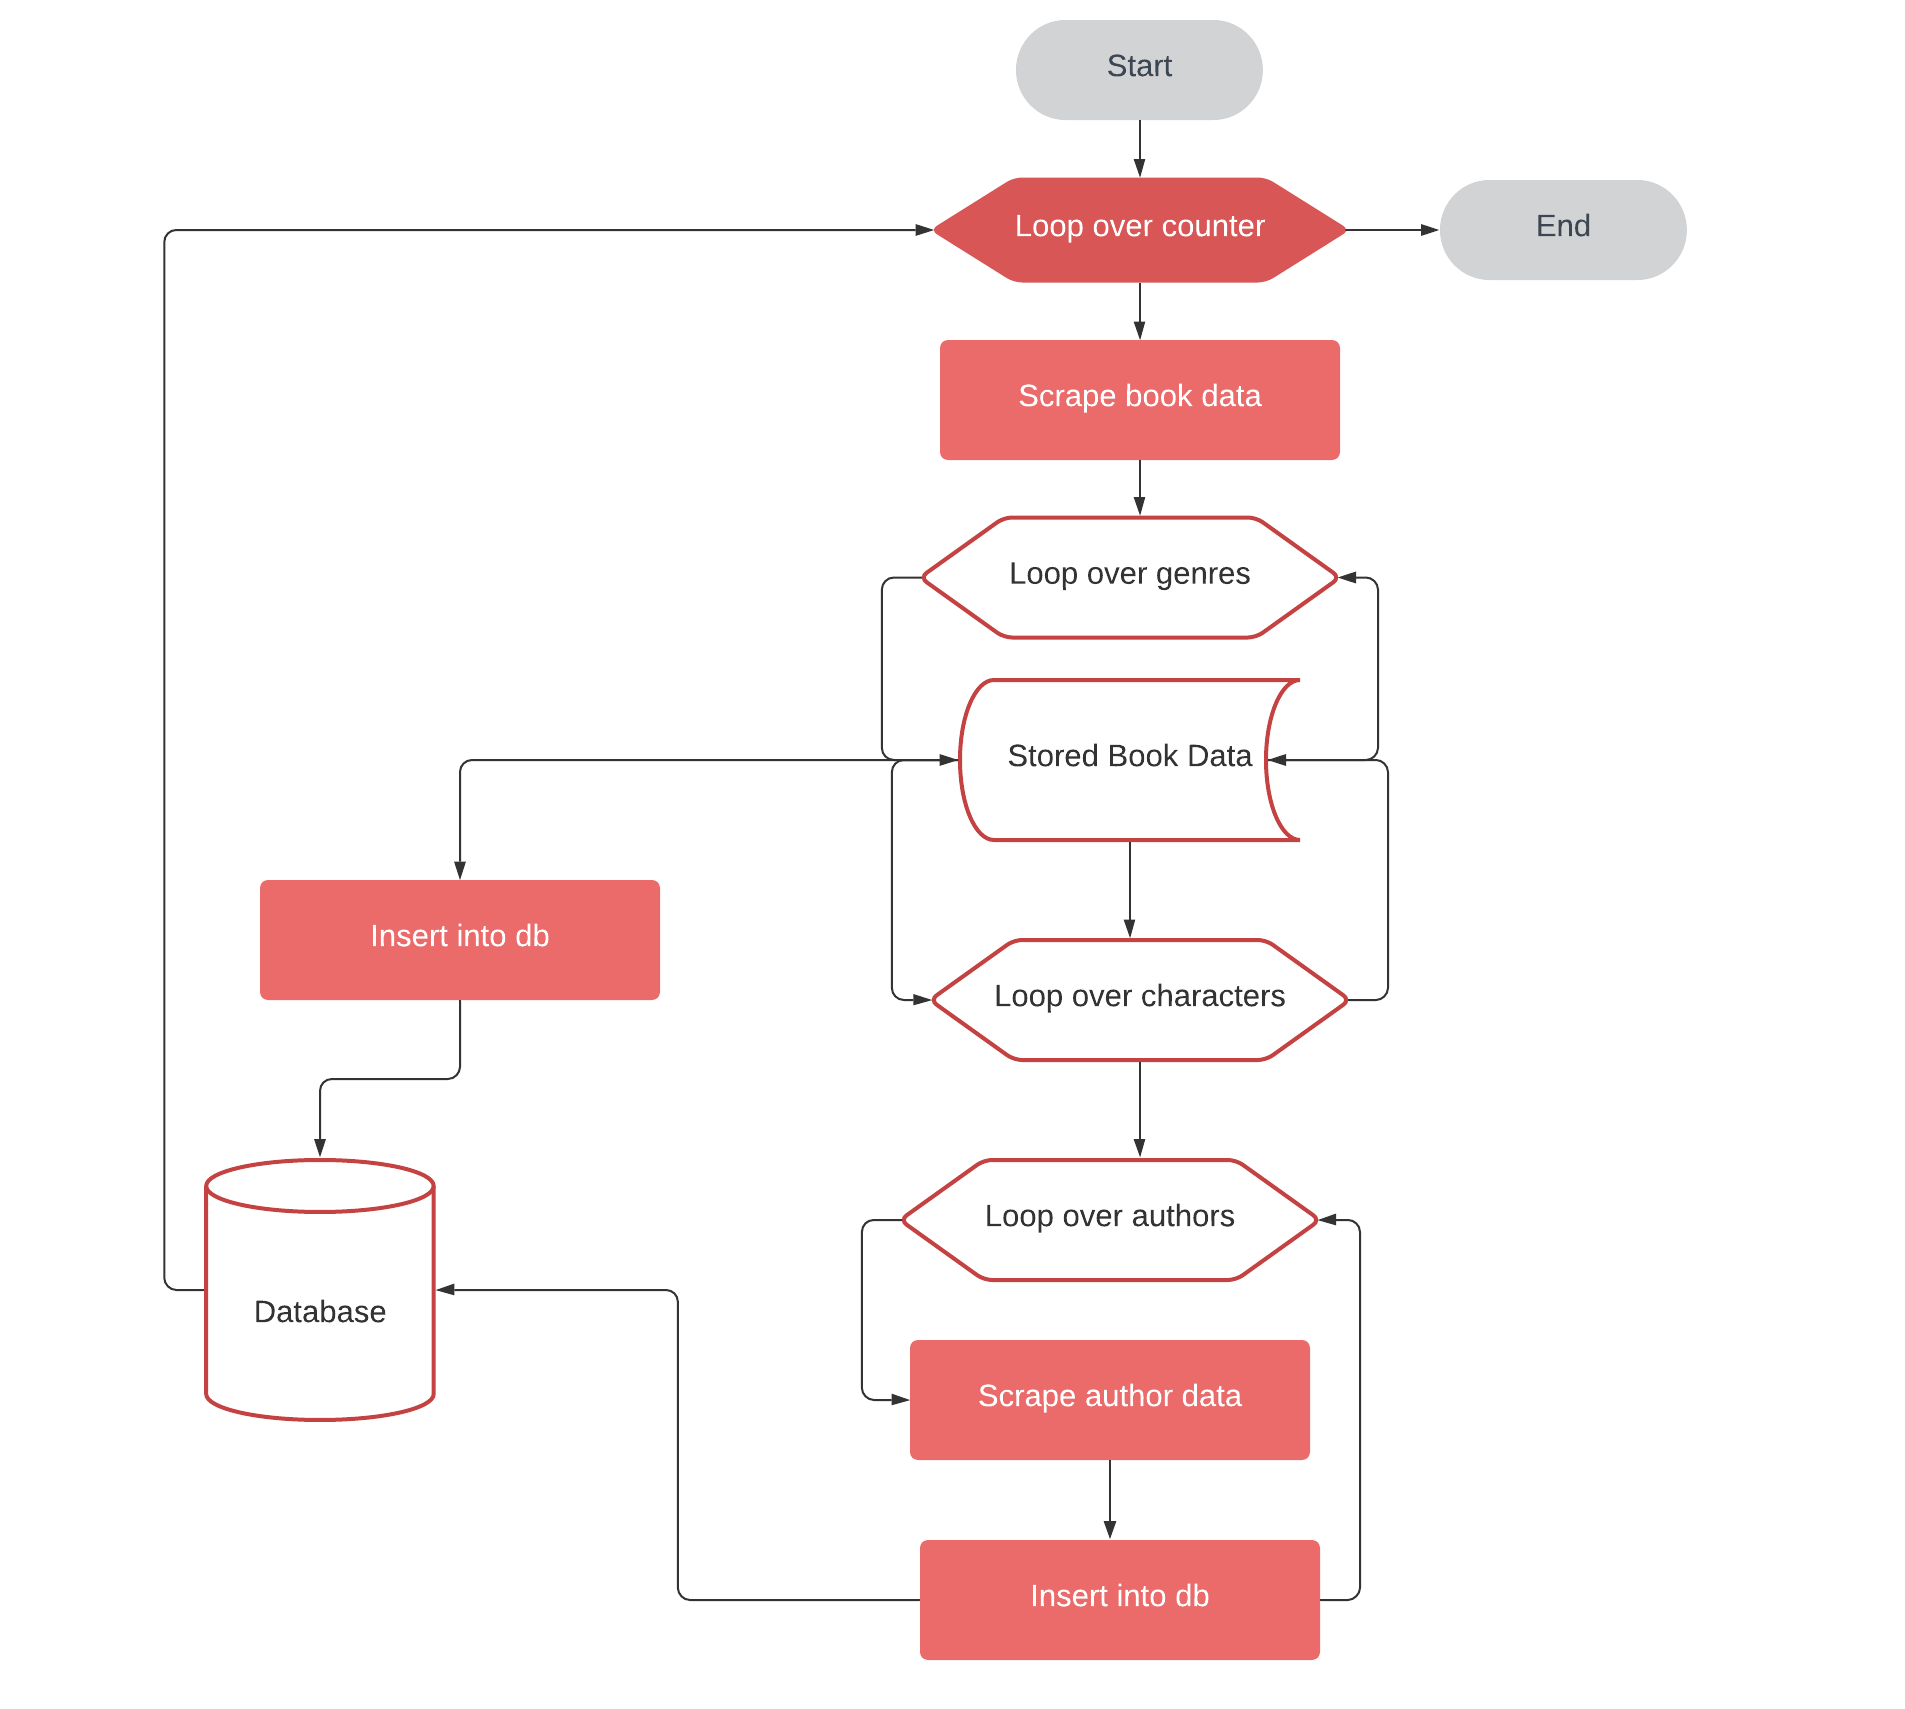 Start
Loop over counter
End
Scrape book data
Loop over genres
Stored Book Data
Insert into db
Loop over characters
Loop over authors
Database
Scrape author data
Insert into db